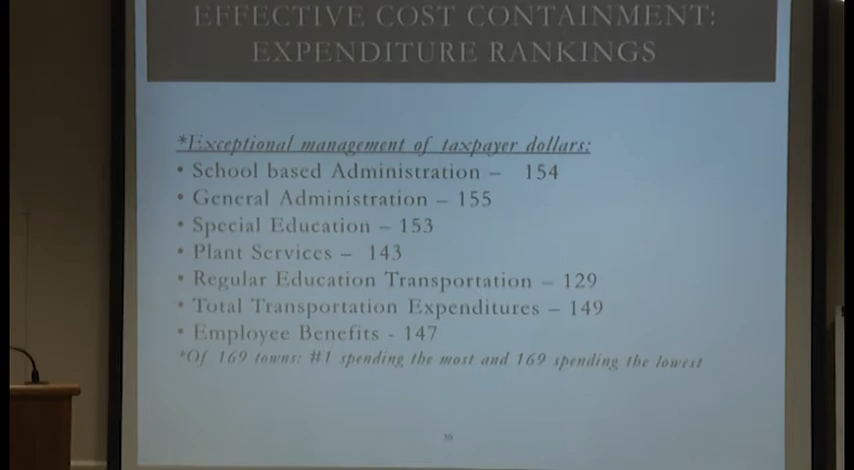 EFFECTIVE COST CONTAINMENT:
EXPENDITURE RANKINGS
*Exceptional management of taxpayer dollars:
• School based Administration – 154
• General Administration – 155
• Special Education – 153
• Plant Services – 143
• Regular Education Transportation – 129
• Total Transportation Expenditures – 149
• Employee Benefits - 147
*Of 169 towns: #1 spending the most and 169 spending the lowest